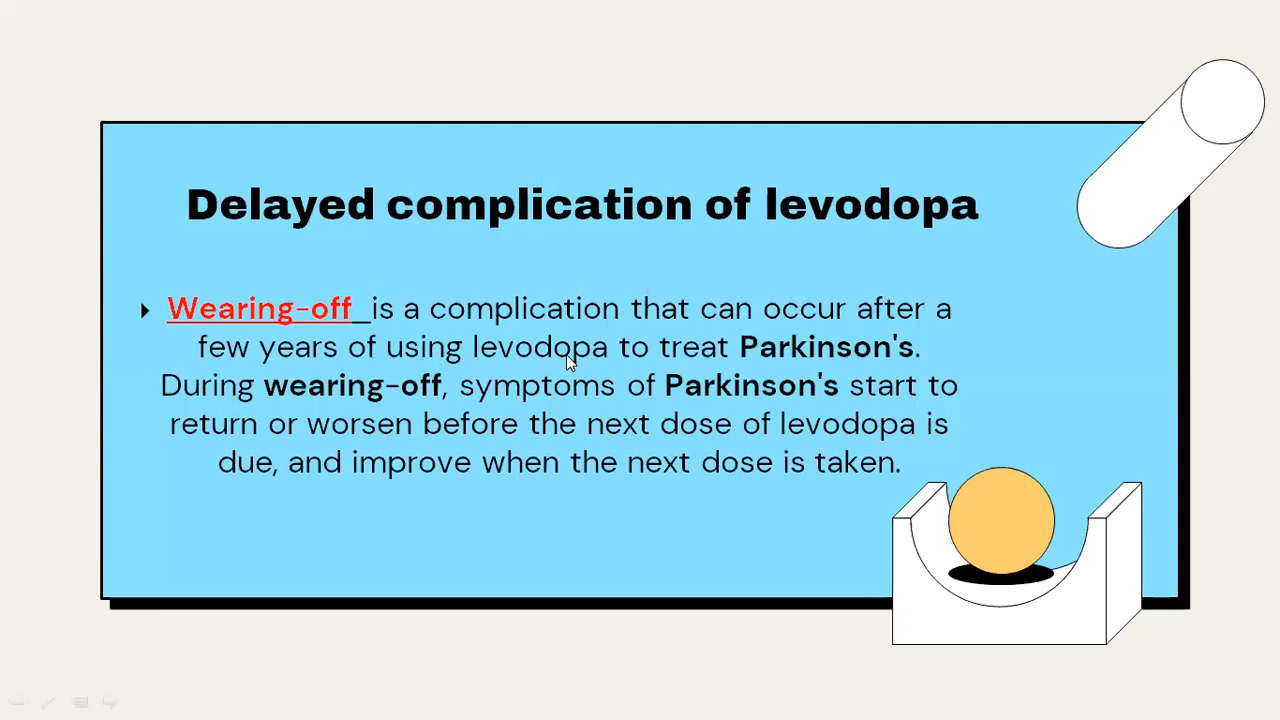 Delayed complication of levodopa
Wearing-off is a complication that can occur after a
few years of using levodopa to treat Parkinson's.
During wearing-off, symptoms of Parkinson's start to
return or worsen before the next dose of levodopa is
due, and improve when the next dose is taken.